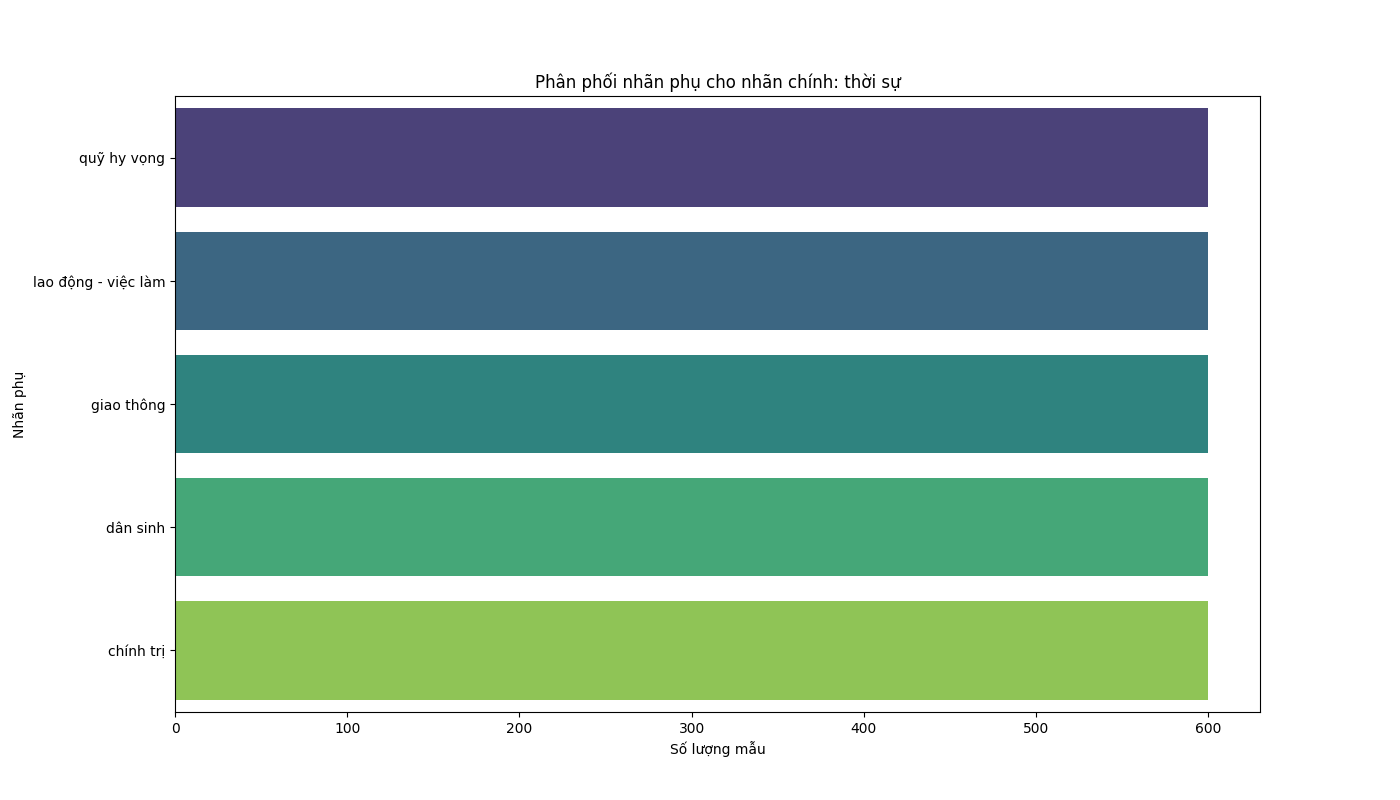 Phân phối nhãn phụ cho nhãn chính: thời sự
quỹ hy vọng
lao động - việc làm
giao thông
dân sinh
chính trị
Nhãn phụ
0 100 200 300 400 500 600
Số lượng mẫu